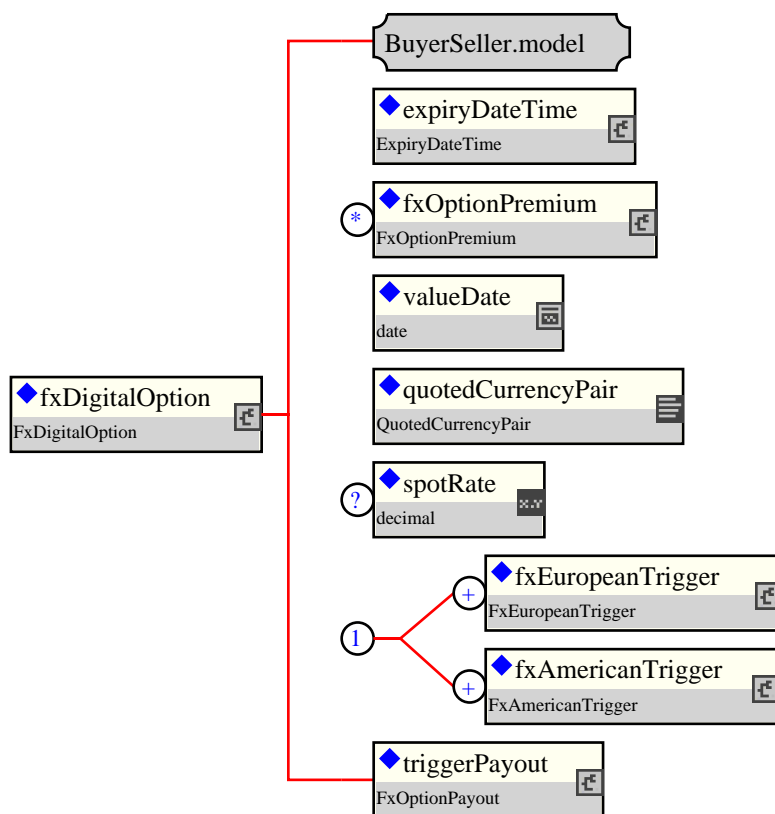 BuyerSeller.model
expiryDateTime
ExpiryDateTime
*
fxOptionPremium
FxOptionPremium
valueDate
date
fxDigitalOption
FxDigitalOption
quotedCurrencyPair
QuotedCurrencyPair
?
spotRate
decimal
x.y
+
fxEuropeanTrigger
FxEuropeanTrigger
1
+
fxAmericanTrigger
FxAmericanTrigger
triggerPayout
FxOptionPayout